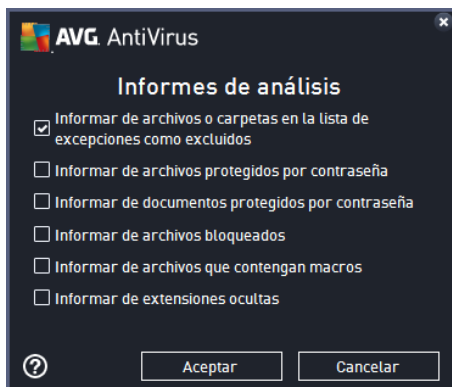 AVG AntiVirus
Informes de análisis
Informar de archivos o carpetas en la lista de
excepciones como excluidos
Informar de archivos protegidos por contraseña
Informar de documentos protegidos por contraseña
Informar de archivos bloqueados
Informar de archivos que contengan macros
Informar de extensiones ocultas
? Aceptar Cancelar